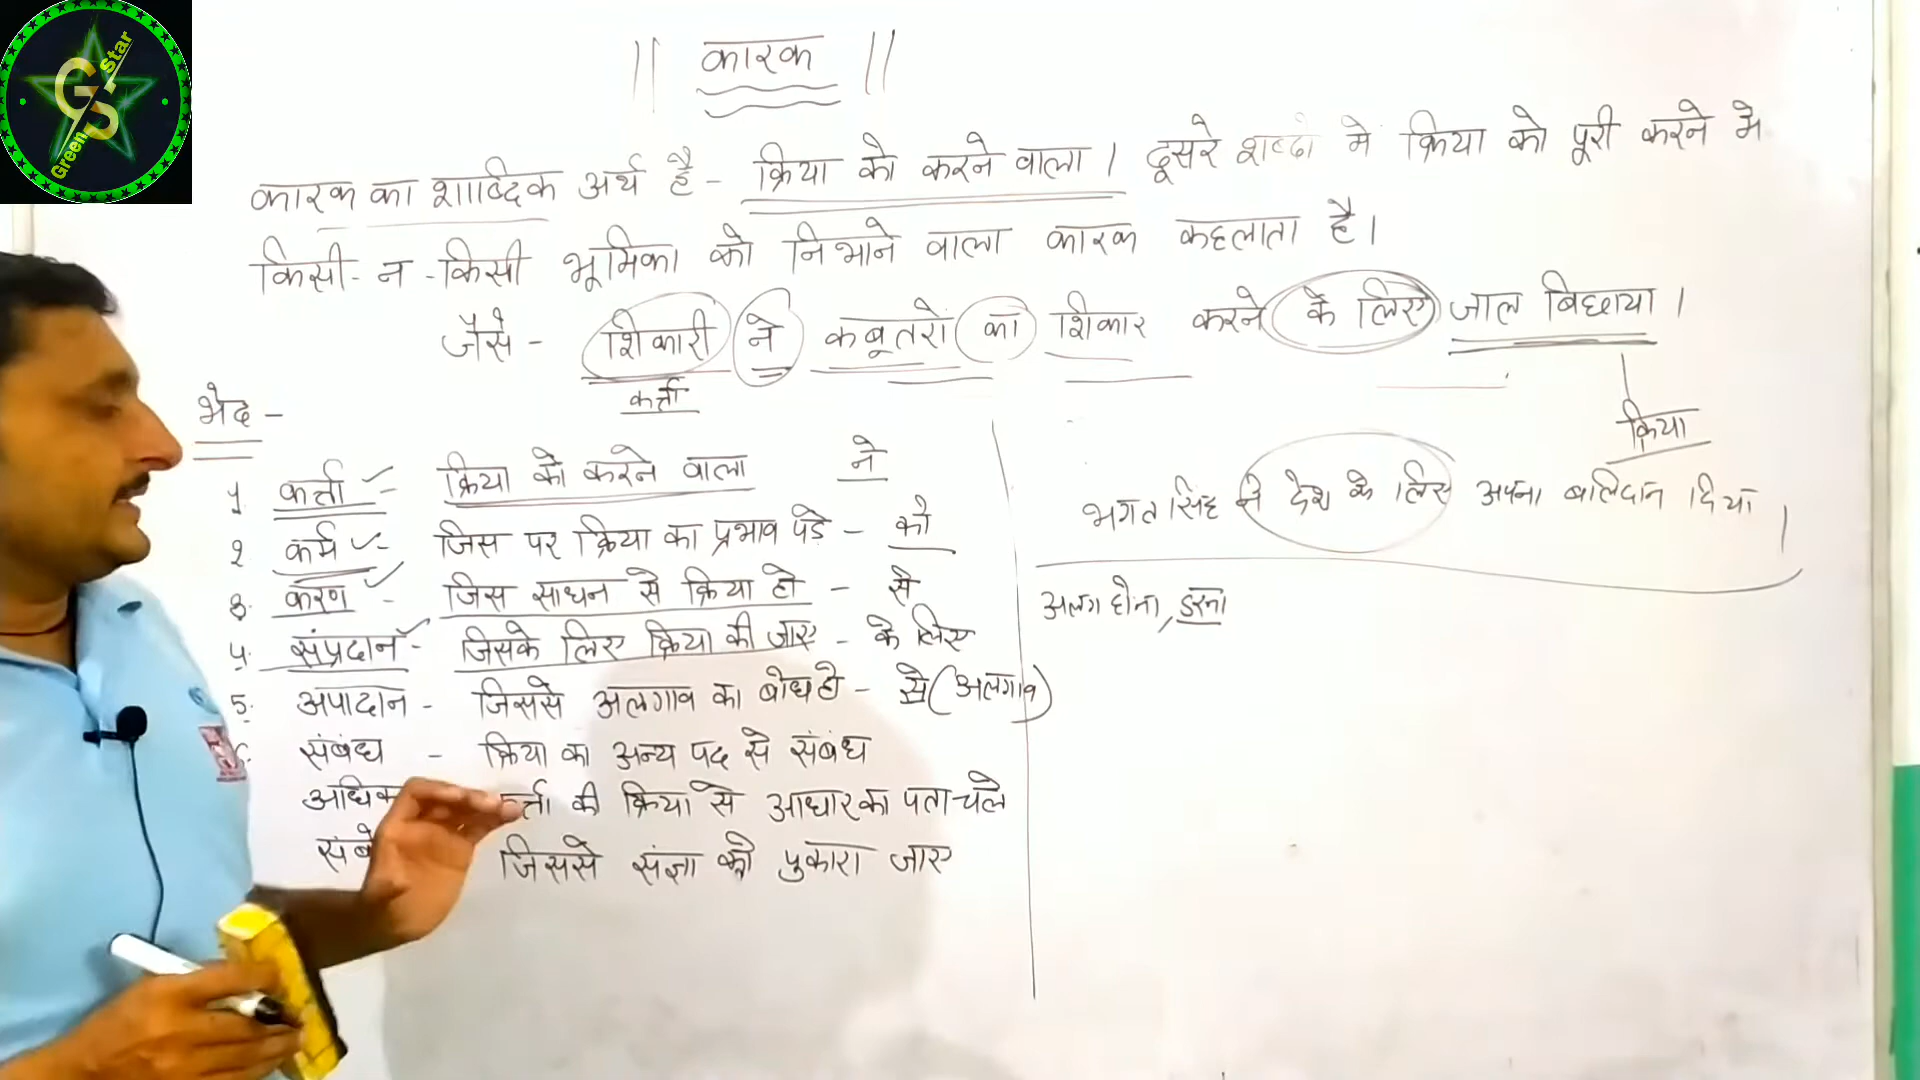 Green star
GS
|| कारक ||
कारक का शाब्दिक अर्थ है - क्रिया को करने वाला । दूसरे शब्दो मे क्रिया को पूरी करने मे
किसी- न -किसी भूमिका को निभाने वाला कारक कहलाता है।
जैसे - शिकारी ने कबूतरो का शिकार करने के लिए जाल बिछाया ।
कर्त्ता
क्रिया
भेद -
1. कर्त्ता - क्रिया को करने वाला ने
2. कर्म - जिस पर क्रिया का प्रभाव पडे - को
3. करण - जिस साधन से क्रिया हो - से
4. संप्रदान - जिसके लिए क्रिया की जाए - के लिए
5. अपादान - जिससे अलगाव का बोध हो - से (अलगाव)
संबंध - क्रिया का अन्य पद से संबंध
की क्रिया से आधार का पता चले
जिससे संज्ञा को पुकारा जाए
भगत सिंह ने देश के लिए अपना बलिदान दिया ।
अलग होना, डरना